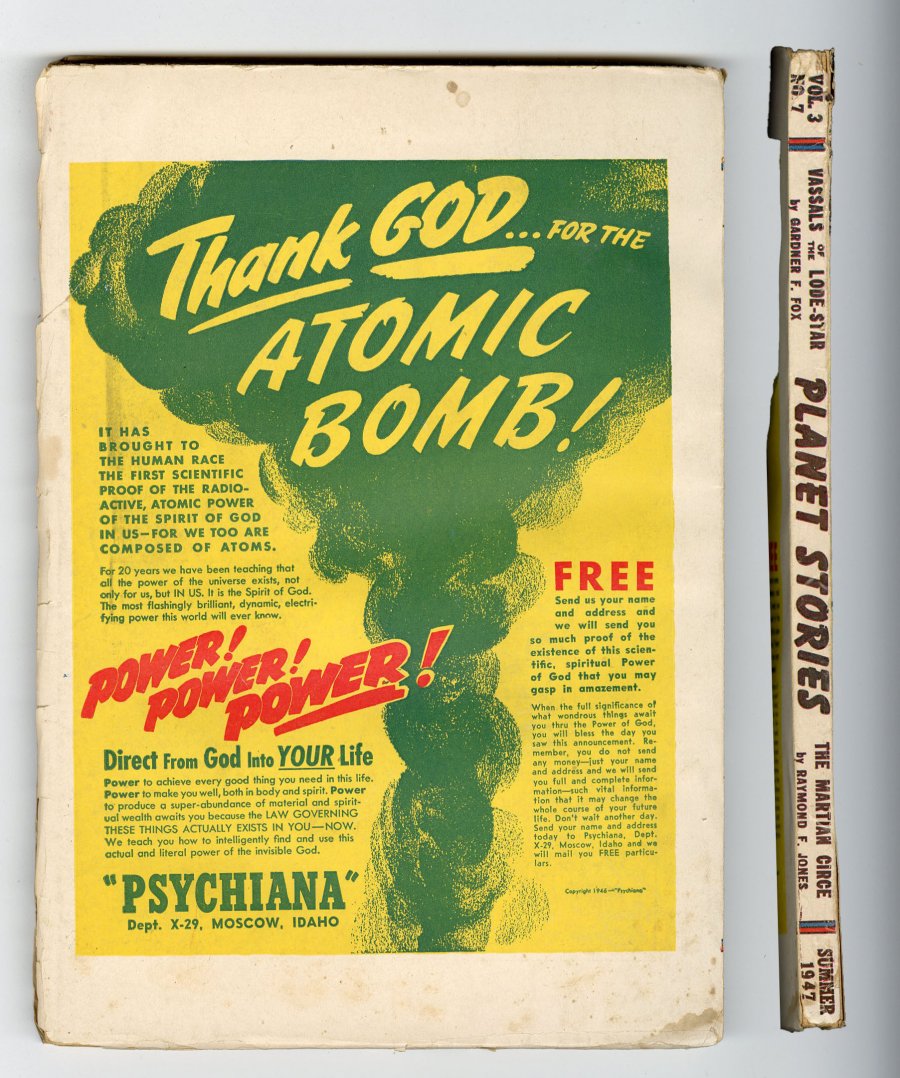 Thank GOD... FOR THE
ATOMIC
BOMB!
IT HAS
BROUGHT TO
THE HUMAN RACE
THE FIRST SCIENTIFIC
PROOF OF THE RADIO-
ACTIVE, ATOMIC POWER
OF THE SPIRIT OF GOD
IN US—FOR WE TOO ARE
COMPOSED OF ATOMS.
For 20 years we have been teaching that
all the power of the universe exists, not
only for us, but IN US. It is the Spirit of God.
The most flashingly brilliant, dynamic, electri-
fying power this world will ever know.
POWER!
POWER!
POWER!
Direct From God Into YOUR Life
Power to achieve every good thing you need in this life.
Power to make you well, both in body and spirit. Power
to produce a super-abundance of material and spirit-
ual wealth awaits you because the LAW GOVERNING
THESE THINGS ACTUALLY EXISTS IN YOU—NOW.
We teach you how to intelligently find and use this
actual and literal power of the invisible God.
"PSYCHIANA"
Dept. X-29, MOSCOW, IDAHO
FREE
Send us your name
and address and
we will send you
so much proof of the
existence of this scien-
tific, spiritual Power
of God that you may
gasp in amazement.
When the full significance of
what wondrous things await
you thru the Power of God,
you will bless the day you
saw this announcement. Re-
member, you do not send
any money—just your name
and address and we will send
you full and complete infor-
mation—such vital informa-
tion that it may change the
whole course of your future
life. Don't wait another day.
Send your name and address
today to Psychiana, Dept.
X-29, Moscow, Idaho and we
will mail you FREE particu-
lars.
Copyright 1946—"Psychiana"
VOL. 3
NO. 7
VASSALS OF THE LODE-STAR
by GARDNER F. FOX
PLANET STORIES
THE MARTIAN CIRCE
by RAYMOND F. JONES
SUMMER
1947